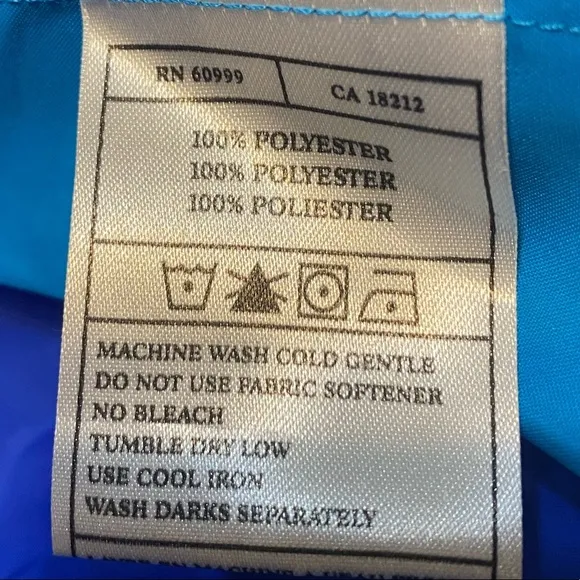 RN 60999
CA 18212
100% POLYESTER
100% POLYESTER
100% POLIESTER
MACHINE WASH COLD GENTLE
DO NOT USE FABRIC SOFTENER
NO BLEACH
TUMBLE DRY LOW
USE COOL IRON
WASH DARKS SEPARATELY